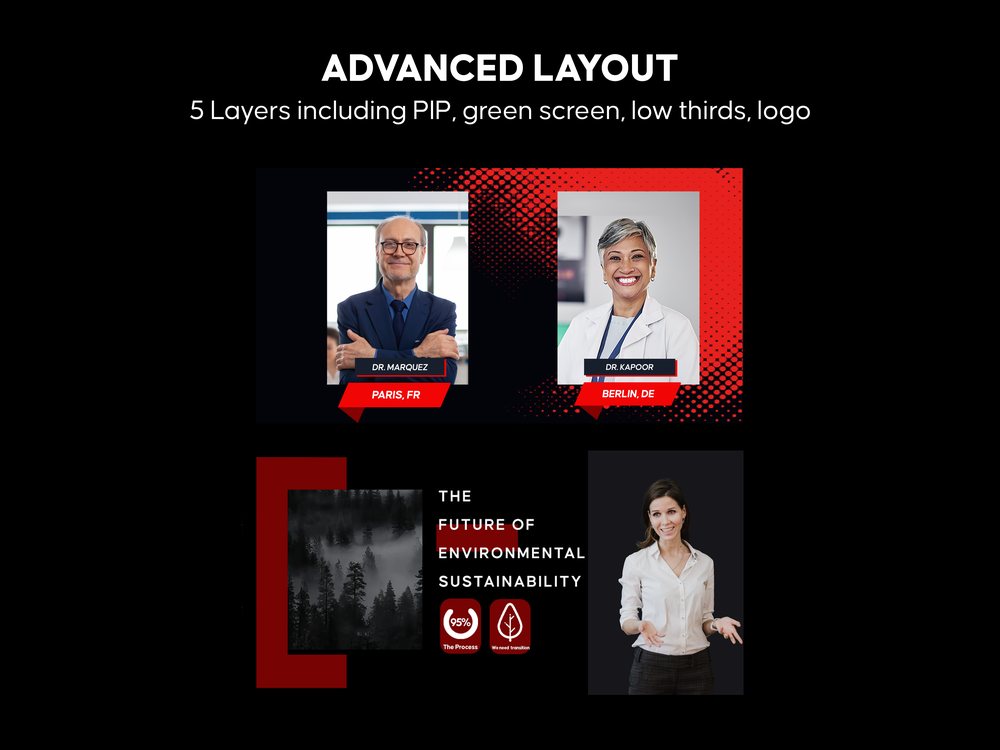 ADVANCED LAYOUT
5 Layers including PIP, green screen, low thirds, logo
DR. MARQUEZ
PARIS, FR
DR. KAPOOR
BERLIN, DE
THE
FUTURE OF
ENVIRONMENTAL
SUSTAINABILITY
95%
The Process
We need transition